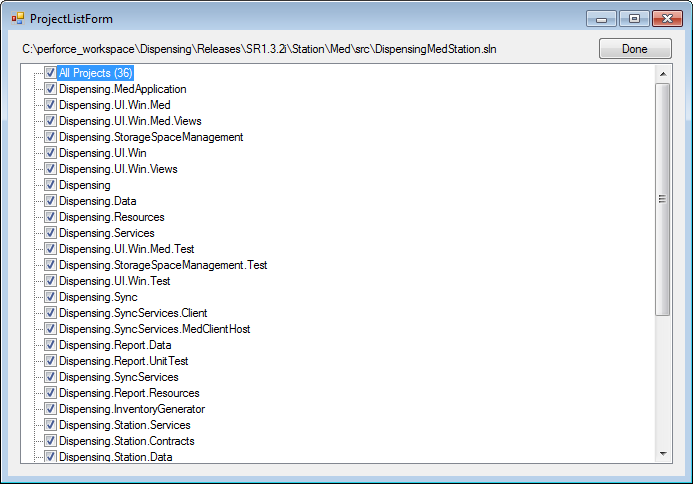 ProjectListForm
C:\perforce_workspace\Dispensing\Releases\SR1.3.2i\Station\Med\src\DispensingMedStation.sln
Done
All Projects (36)
Dispensing.MedApplication
Dispensing.UI.Win.Med
Dispensing.UI.Win.Med.Views
Dispensing.StorageSpaceManagement
Dispensing.UI.Win
Dispensing.UI.Win.Views
Dispensing
Dispensing.Data
Dispensing.Resources
Dispensing.Services
Dispensing.UI.Win.Med.Test
Dispensing.StorageSpaceManagement.Test
Dispensing.UI.Win.Test
Dispensing.Sync
Dispensing.SyncServices.Client
Dispensing.SyncServices.MedClientHost
Dispensing.Report.Data
Dispensing.Report.UnitTest
Dispensing.SyncServices
Dispensing.Report.Resources
Dispensing.InventoryGenerator
Dispensing.Station.Services
Dispensing.Station.Contracts
Dispensing.Station.Data